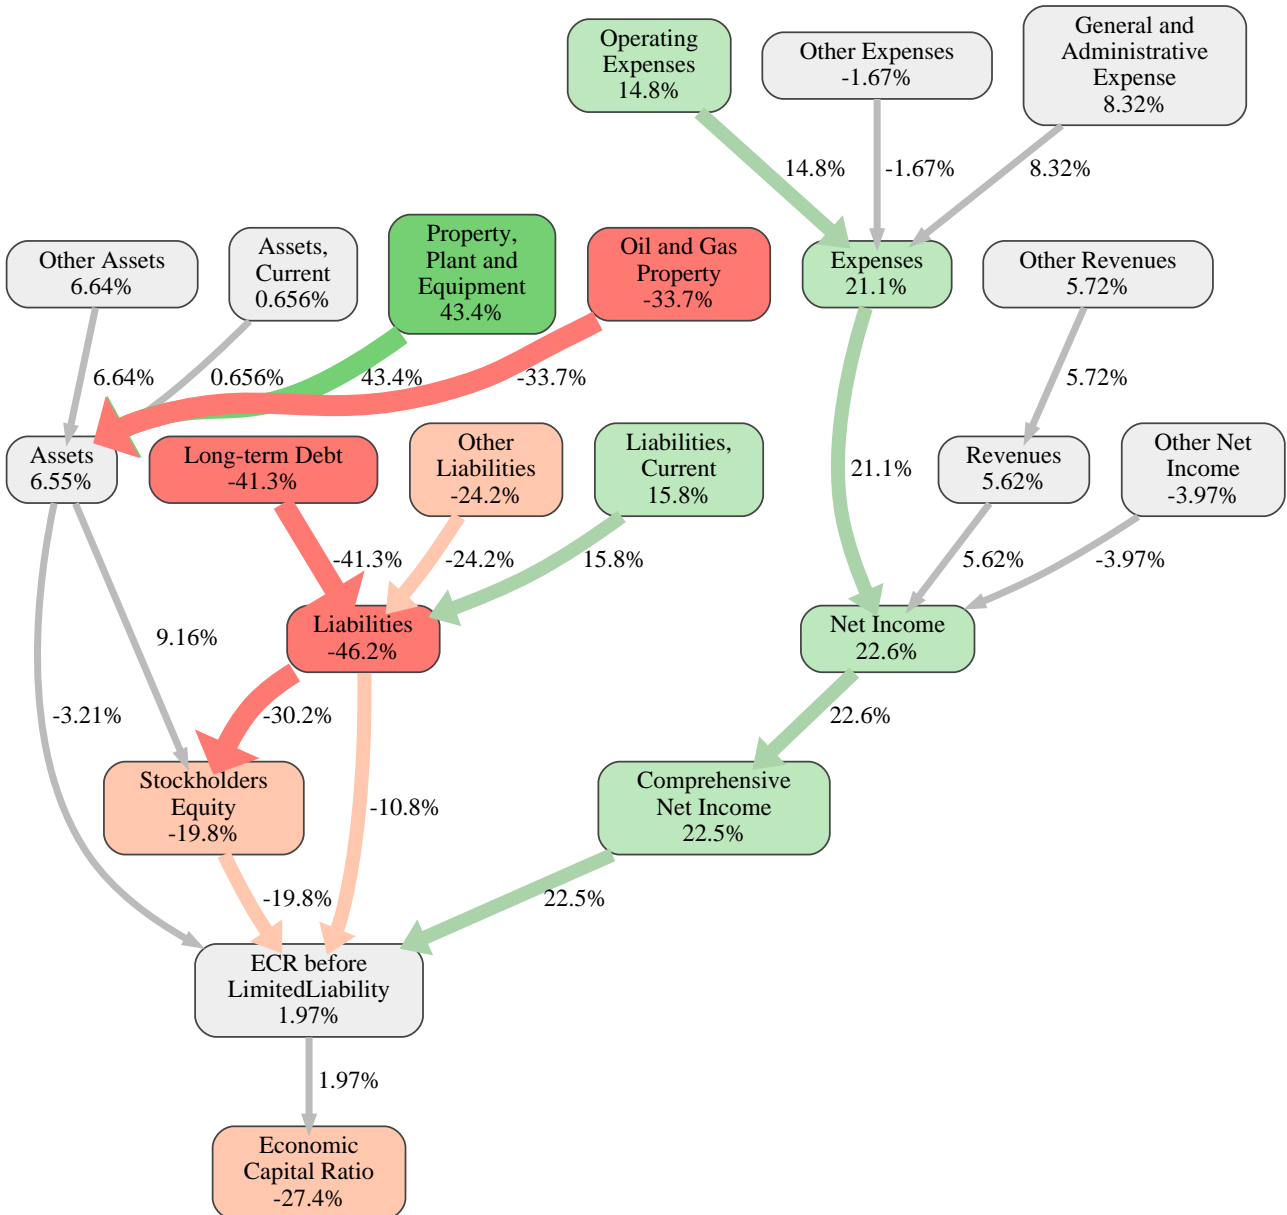 Operating
Expenses
14.8%
Other Expenses
-1.67%
General and
Administrative
Expense
8.32%
14.8%
-1.67%
8.32%
Other Assets
6.64%
Assets,
Current
0.656%
Property,
Plant and
Equipment
43.4%
Oil and Gas
Property
-33.7%
Expenses
21.1%
Other Revenues
5.72%
6.64%
0.656%
43.4%
-33.7%
5.72%
Assets
6.55%
Long-term Debt
-41.3%
Other
Liabilities
-24.2%
Liabilities,
Current
15.8%
21.1%
Revenues
5.62%
Other Net
Income
-3.97%
-41.3%
-24.2%
15.8%
5.62%
-3.97%
9.16%
Liabilities
-46.2%
Net Income
22.6%
-3.21%
-30.2%
22.6%
Stockholders
Equity
-19.8%
-10.8%
Comprehensive
Net Income
22.5%
-19.8%
22.5%
ECR before
LimitedLiability
1.97%
1.97%
Economic
Capital Ratio
-27.4%